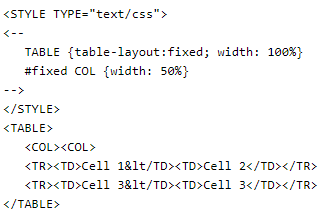 <STYLE TYPE="text/css">
<--
TABLE {table-layout:fixed; width: 100%}
#fixed COL {width: 50%}
-->
</STYLE>
<TABLE>
<COL><COL>
<TR><TD>Cell 1&lt/TD><TD>Cell 2</TD></TR>
<TR><TD>Cell 3&lt/TD><TD>Cell 3</TD></TR>
</TABLE>